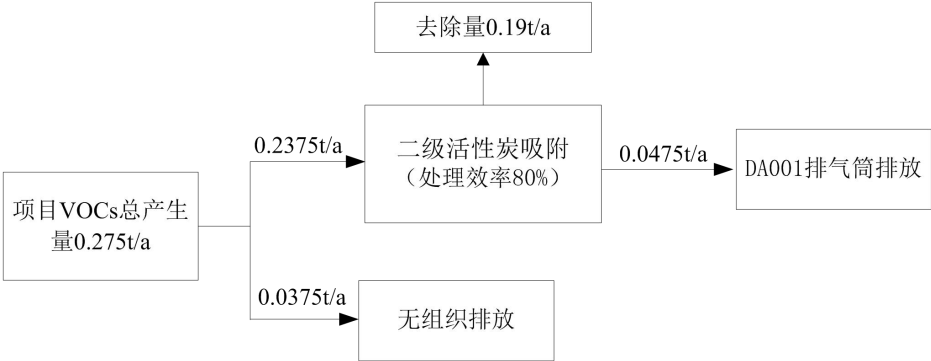 去除量0.19t/a
0.2375t/a
二级活性炭吸附
（处理效率80%）
0.0475t/a
DA001排气筒排放
项目VOCs总产生
量0.275t/a
0.0375t/a
无组织排放